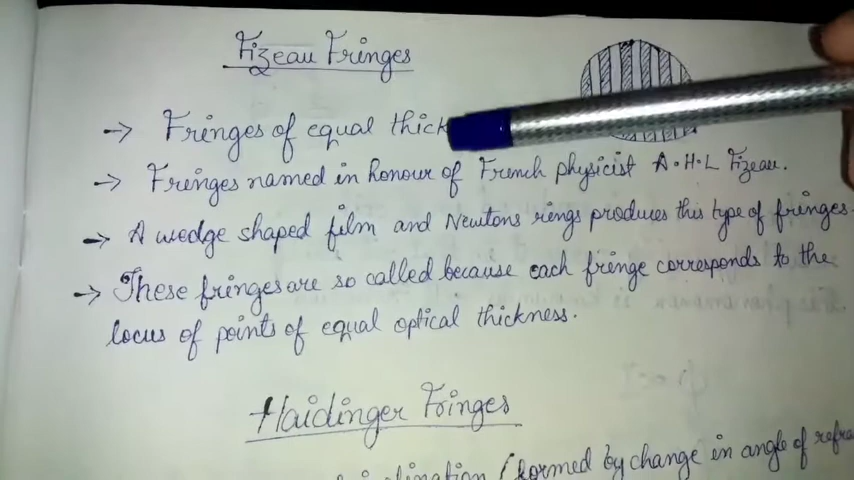 Fizeau Fringes
→ Fringes of equal thick
→ Fringes named in honour of French physicist A.H.L Fizeau.
→ A wedge shaped film and Newtons rings produces this type of fringes.
→ These fringes are so called because each fringe corresponds to the
locus of points of equal optical thickness.
Haidinger Fringes
(formed by change in angle of refra